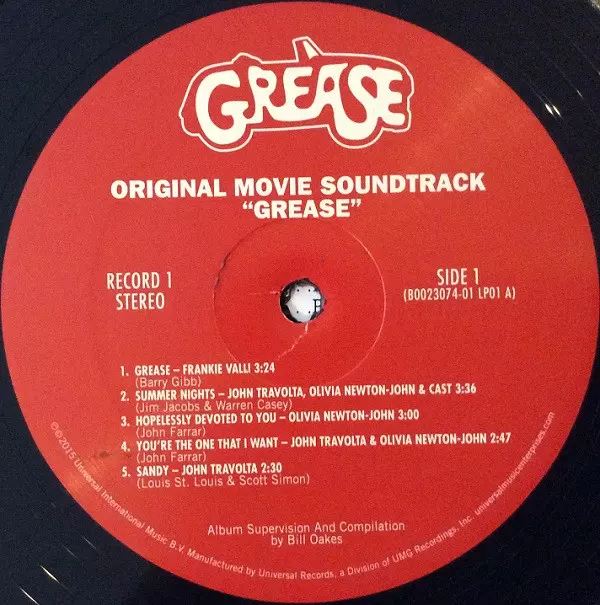 GREASE
ORIGINAL MOVIE SOUNDTRACK
“GREASE”
RECORD 1
STEREO
SIDE 1
(B0023074-01 LP01 A)
1. GREASE – FRANKIE VALLI 3:24
(Barry Gibb)
2. SUMMER NIGHTS – JOHN TRAVOLTA, OLIVIA NEWTON-JOHN & CAST 3:36
(Jim Jacobs & Warren Casey)
3. HOPELESSLY DEVOTED TO YOU – OLIVIA NEWTON-JOHN 3:00
(John Farrar)
4. YOU'RE THE ONE THAT I WANT – JOHN TRAVOLTA & OLIVIA NEWTON-JOHN 2:47
(John Farrar)
5. SANDY – JOHN TRAVOLTA 2:30
(Louis St. Louis & Scott Simon)
Album Supervision And Compilation
by Bill Oakes
℗©2015 Universal International Music B.V. Manufactured by Universal Records, a Division of UMG Recordings, Inc. universalmusicenterprises.com